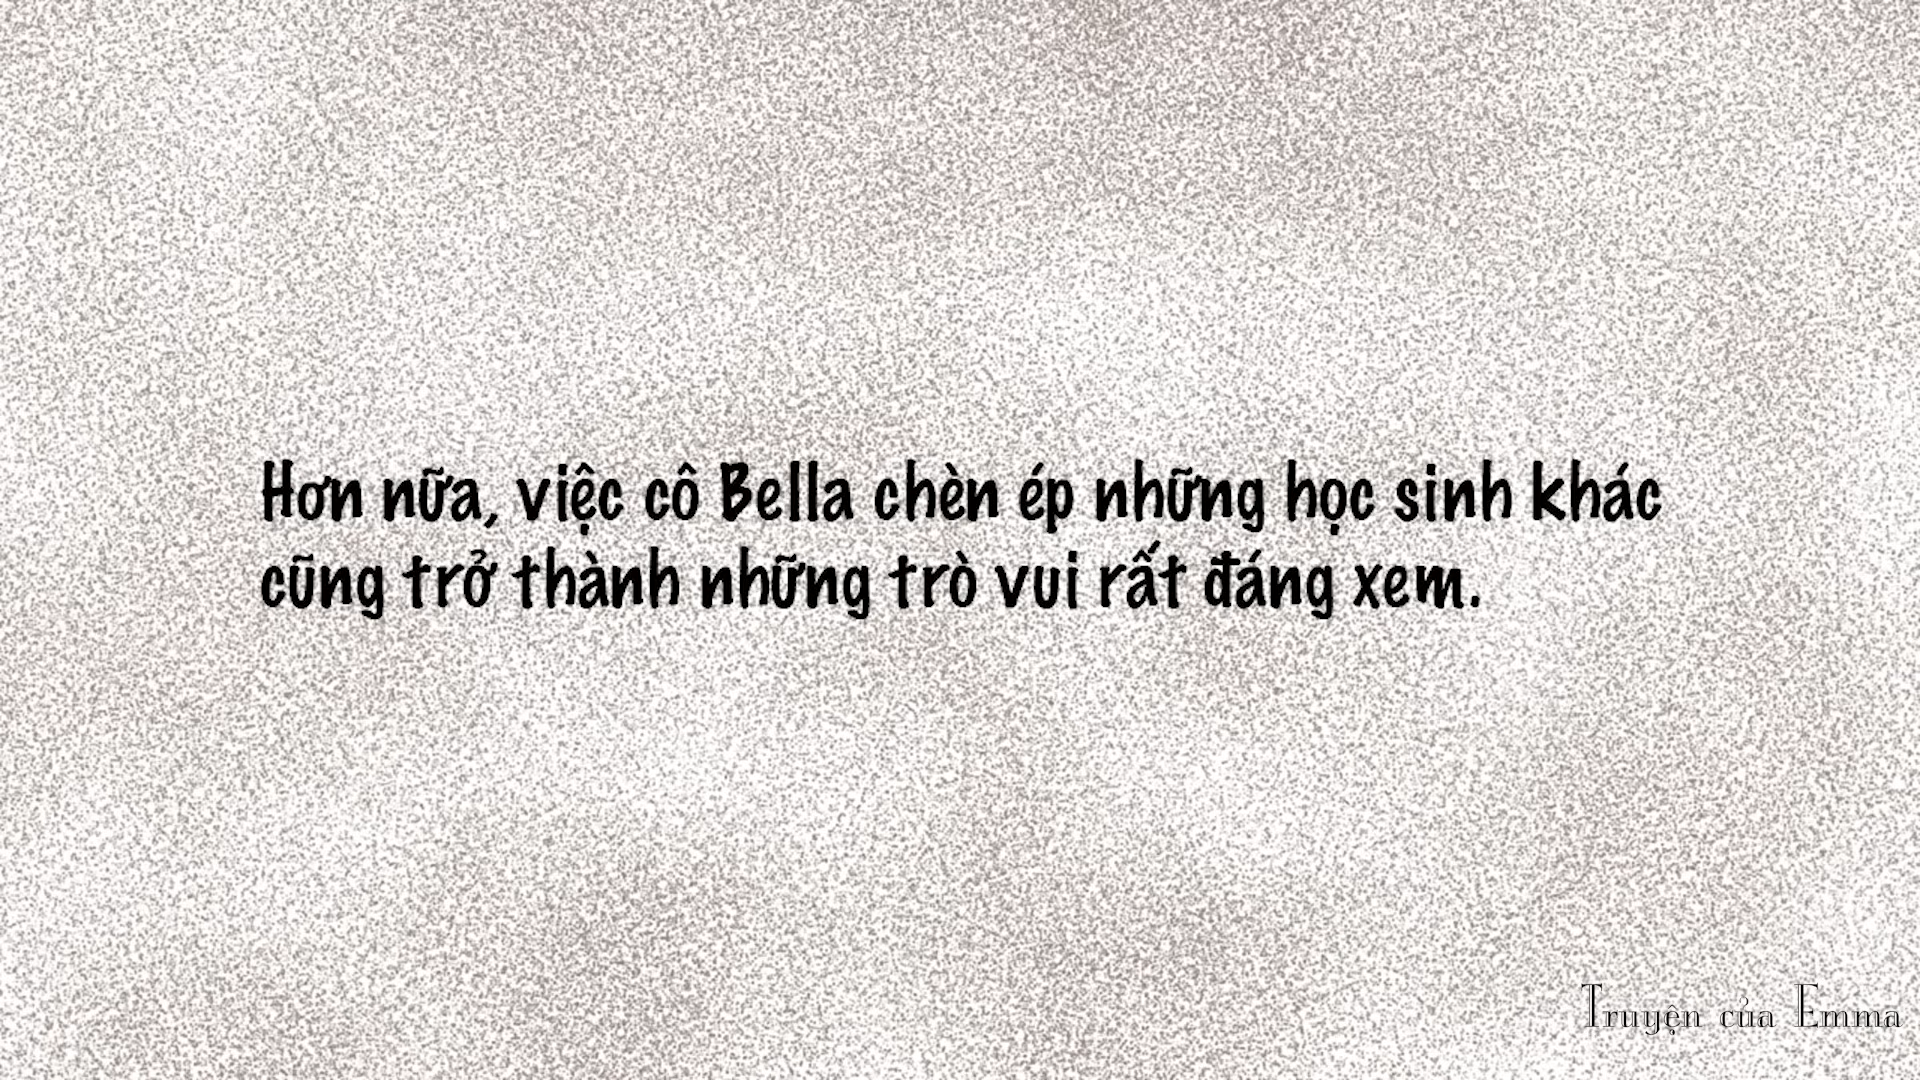 Hơn nữa, việc cô Bella chèn ép những học sinh khác
cũng trở thành những trò vui rất đáng xem.
Truyện của Emma